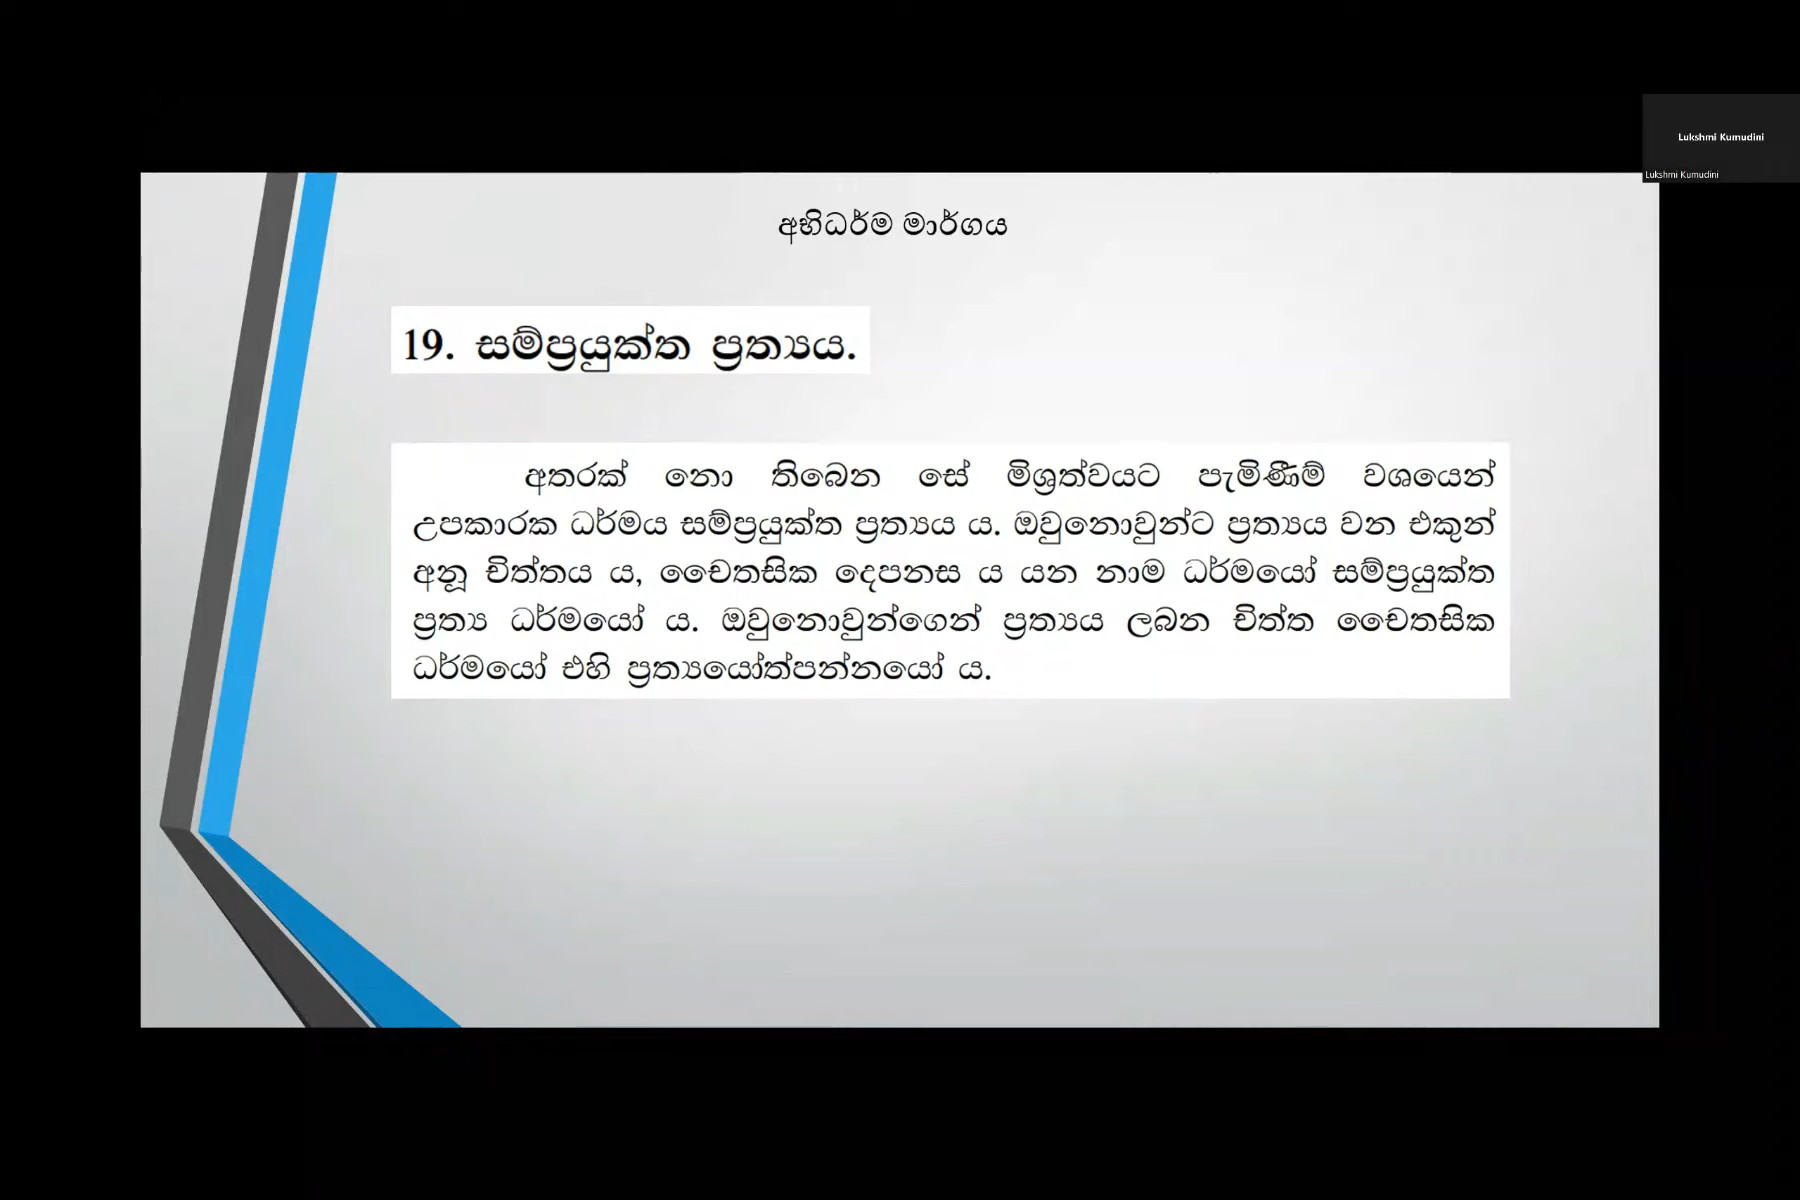 Lukshmi Kumudini
Lukshmi Kumudini
අභිධර්ම මාර්ගය
19. සම්ප්‍රයුක්ත ප්‍රත්‍යය.
අතරක් නො තිබෙන සේ මිශ්‍රත්වයට පැමිණීම් වශයෙන්
උපකාරක ධර්මය සම්ප්‍රයුක්ත ප්‍රත්‍යය ය. ඔවුනොවුන්ට ප්‍රත්‍යය වන එකුන්
අනූ චිත්තය ය, චෛතසික දෙපනස ය යන නාම ධර්මයෝ සම්ප්‍රයුක්ත
ප්‍රත්‍ය ධර්මයෝ ය. ඔවුනොවුන්ගෙන් ප්‍රත්‍යය ලබන චිත්ත චෛතසික
ධර්මයෝ එහි ප්‍රත්‍යයෝත්පන්නයෝ ය.